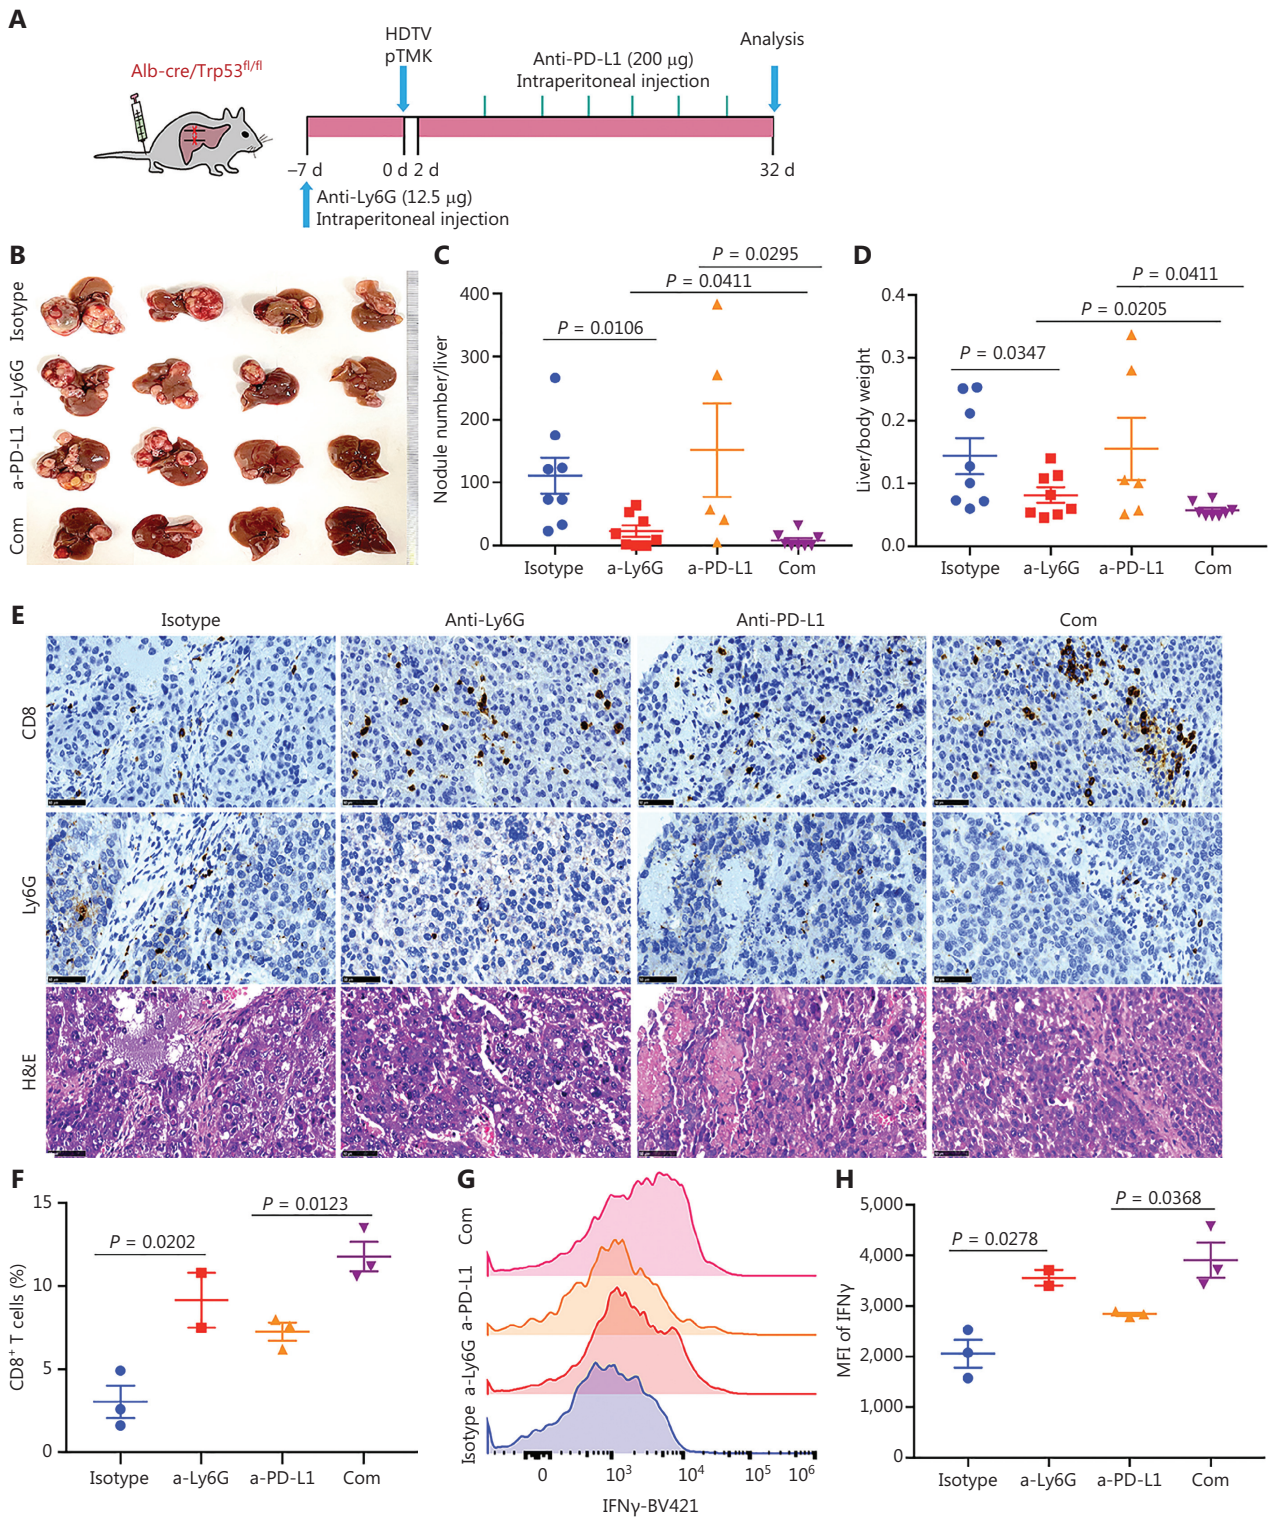 A
Alb-cre/Trp53fl/fl
HDTV
pTMK
Anti-PD-L1 (200 μg)
Intraperitoneal injection
Analysis
–7 d
0 d
2 d
32 d
Anti-Ly6G (12.5 μg)
Intraperitoneal injection
B
Isotype
a-Ly6G
a-PD-L1
Com
C
P = 0.0295
P = 0.0411
P = 0.0106
Nodule number/liver
400
300
200
100
0
Isotype
a-Ly6G
a-PD-L1
Com
D
P = 0.0411
P = 0.0205
P = 0.0347
Liver/body weight
0.4
0.3
0.2
0.1
0.0
Isotype
a-Ly6G
a-PD-L1
Com
E
Isotype
Anti-Ly6G
Anti-PD-L1
Com
CD8
Ly6G
H&E
F
CD8+ T cells (%)
15
10
5
0
P = 0.0202
P = 0.0123
Isotype
a-Ly6G
a-PD-L1
Com
G
Com
a-PD-L1
a-Ly6G
Isotype
0
10³
10⁴
10⁵
10⁶
IFNγ-BV421
H
MFI of IFNγ
5,000
4,000
3,000
2,000
1,000
0
P = 0.0278
P = 0.0368
Isotype
a-Ly6G
a-PD-L1
Com